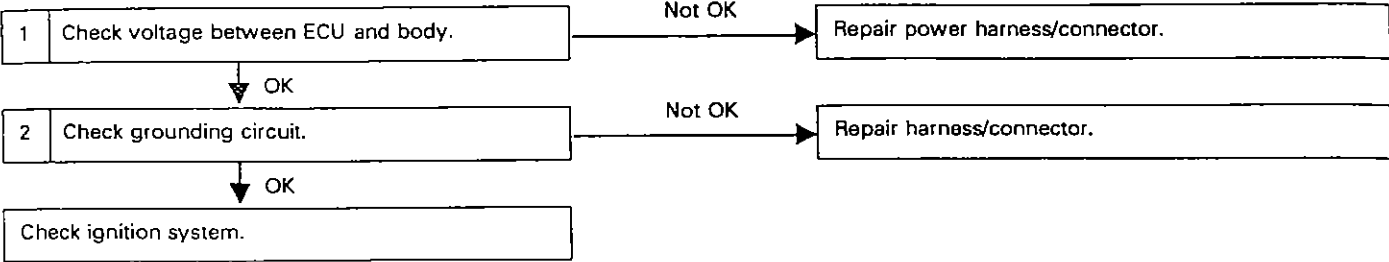 Not OK
1 Check voltage between ECU and body.
Repair power harness/connector.
OK
Not OK
2 Check grounding circuit.
Repair harness/connector.
OK
Check ignition system.